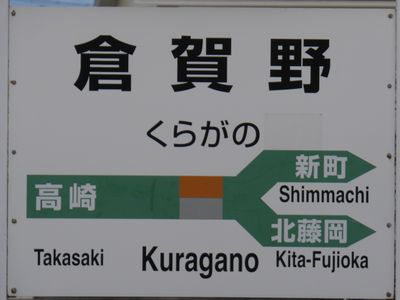 倉賀野
くらがの
新町
Shimmachi
高崎
北藤岡
Takasaki
Kuragano
Kita-Fujioka